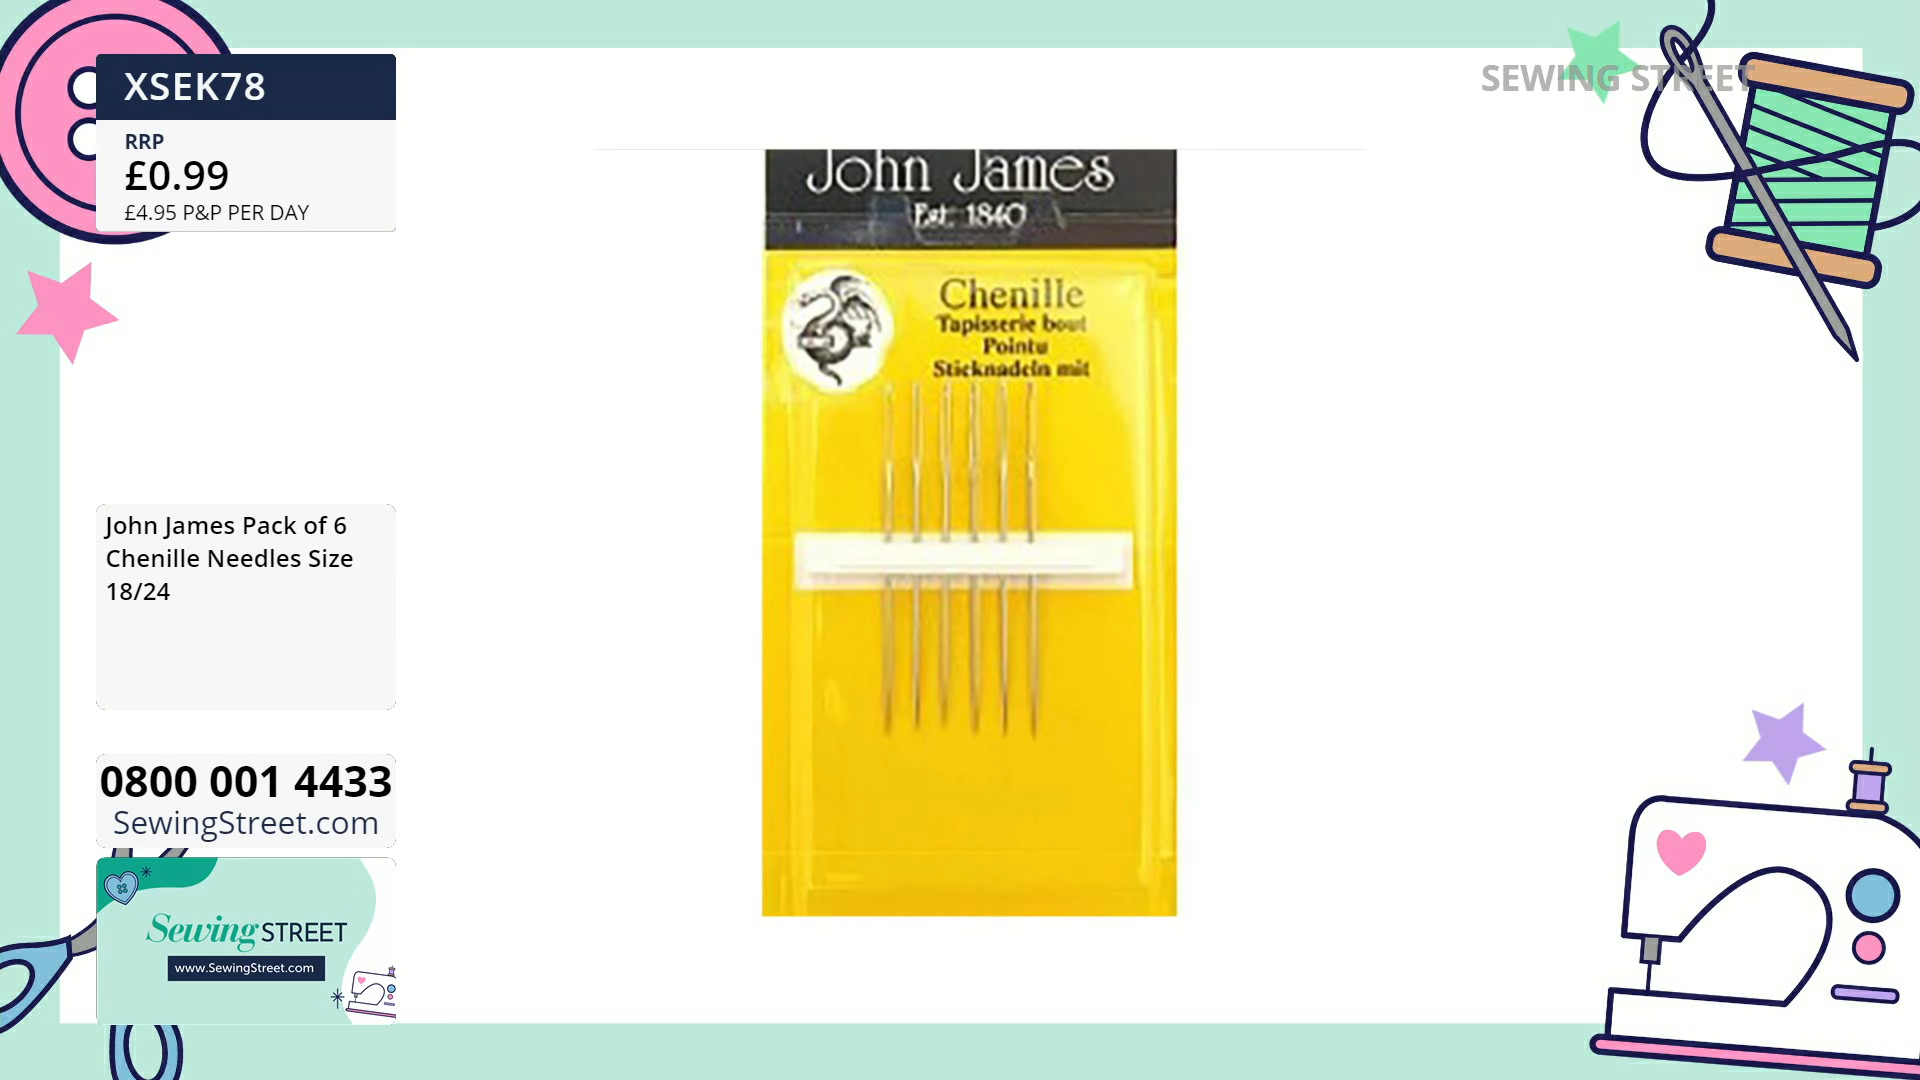 XSEK78
RRP
£0.99
£4.95 P&P PER DAY
SEWING STREET
John James
Est. 1840
Chenille
Tapisserie bout
Pointu
Sticknadeln mit
John James Pack of 6
Chenille Needles Size
18/24
0800 001 4433
SewingStreet.com
Sewing STREET
www.SewingStreet.com